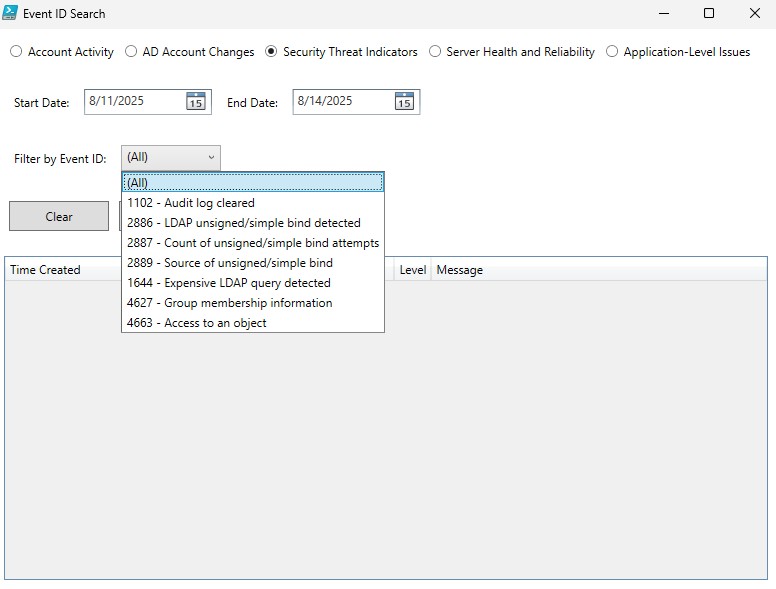 Event ID Search
Account Activity AD Account Changes Security Threat Indicators Server Health and Reliability Application-Level Issues
Start Date: 8/11/2025 15 End Date: 8/14/2025 15
Filter by Event ID: (All)
(All)
1102 - Audit log cleared
2886 - LDAP unsigned/simple bind detected
Clear
2887 - Count of unsigned/simple bind attempts
2889 - Source of unsigned/simple bind
Time Created Level Message
1644 - Expensive LDAP query detected
4627 - Group membership information
4663 - Access to an object